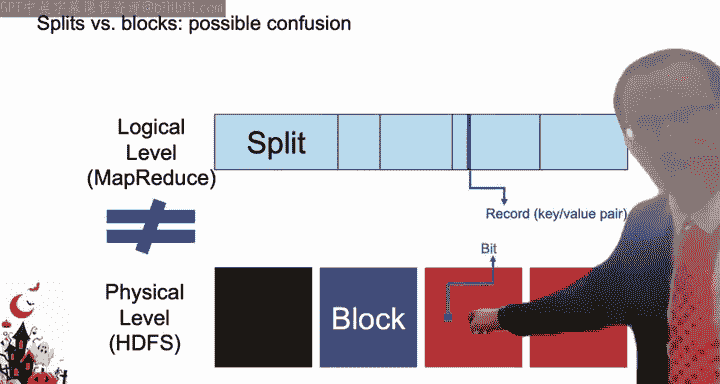 Splits vs. blocks: possible confusion
Logical
Level
(MapReduce)
Split
Record (key/value pair)
Bit
Physical
Level
(HDFS)
Block